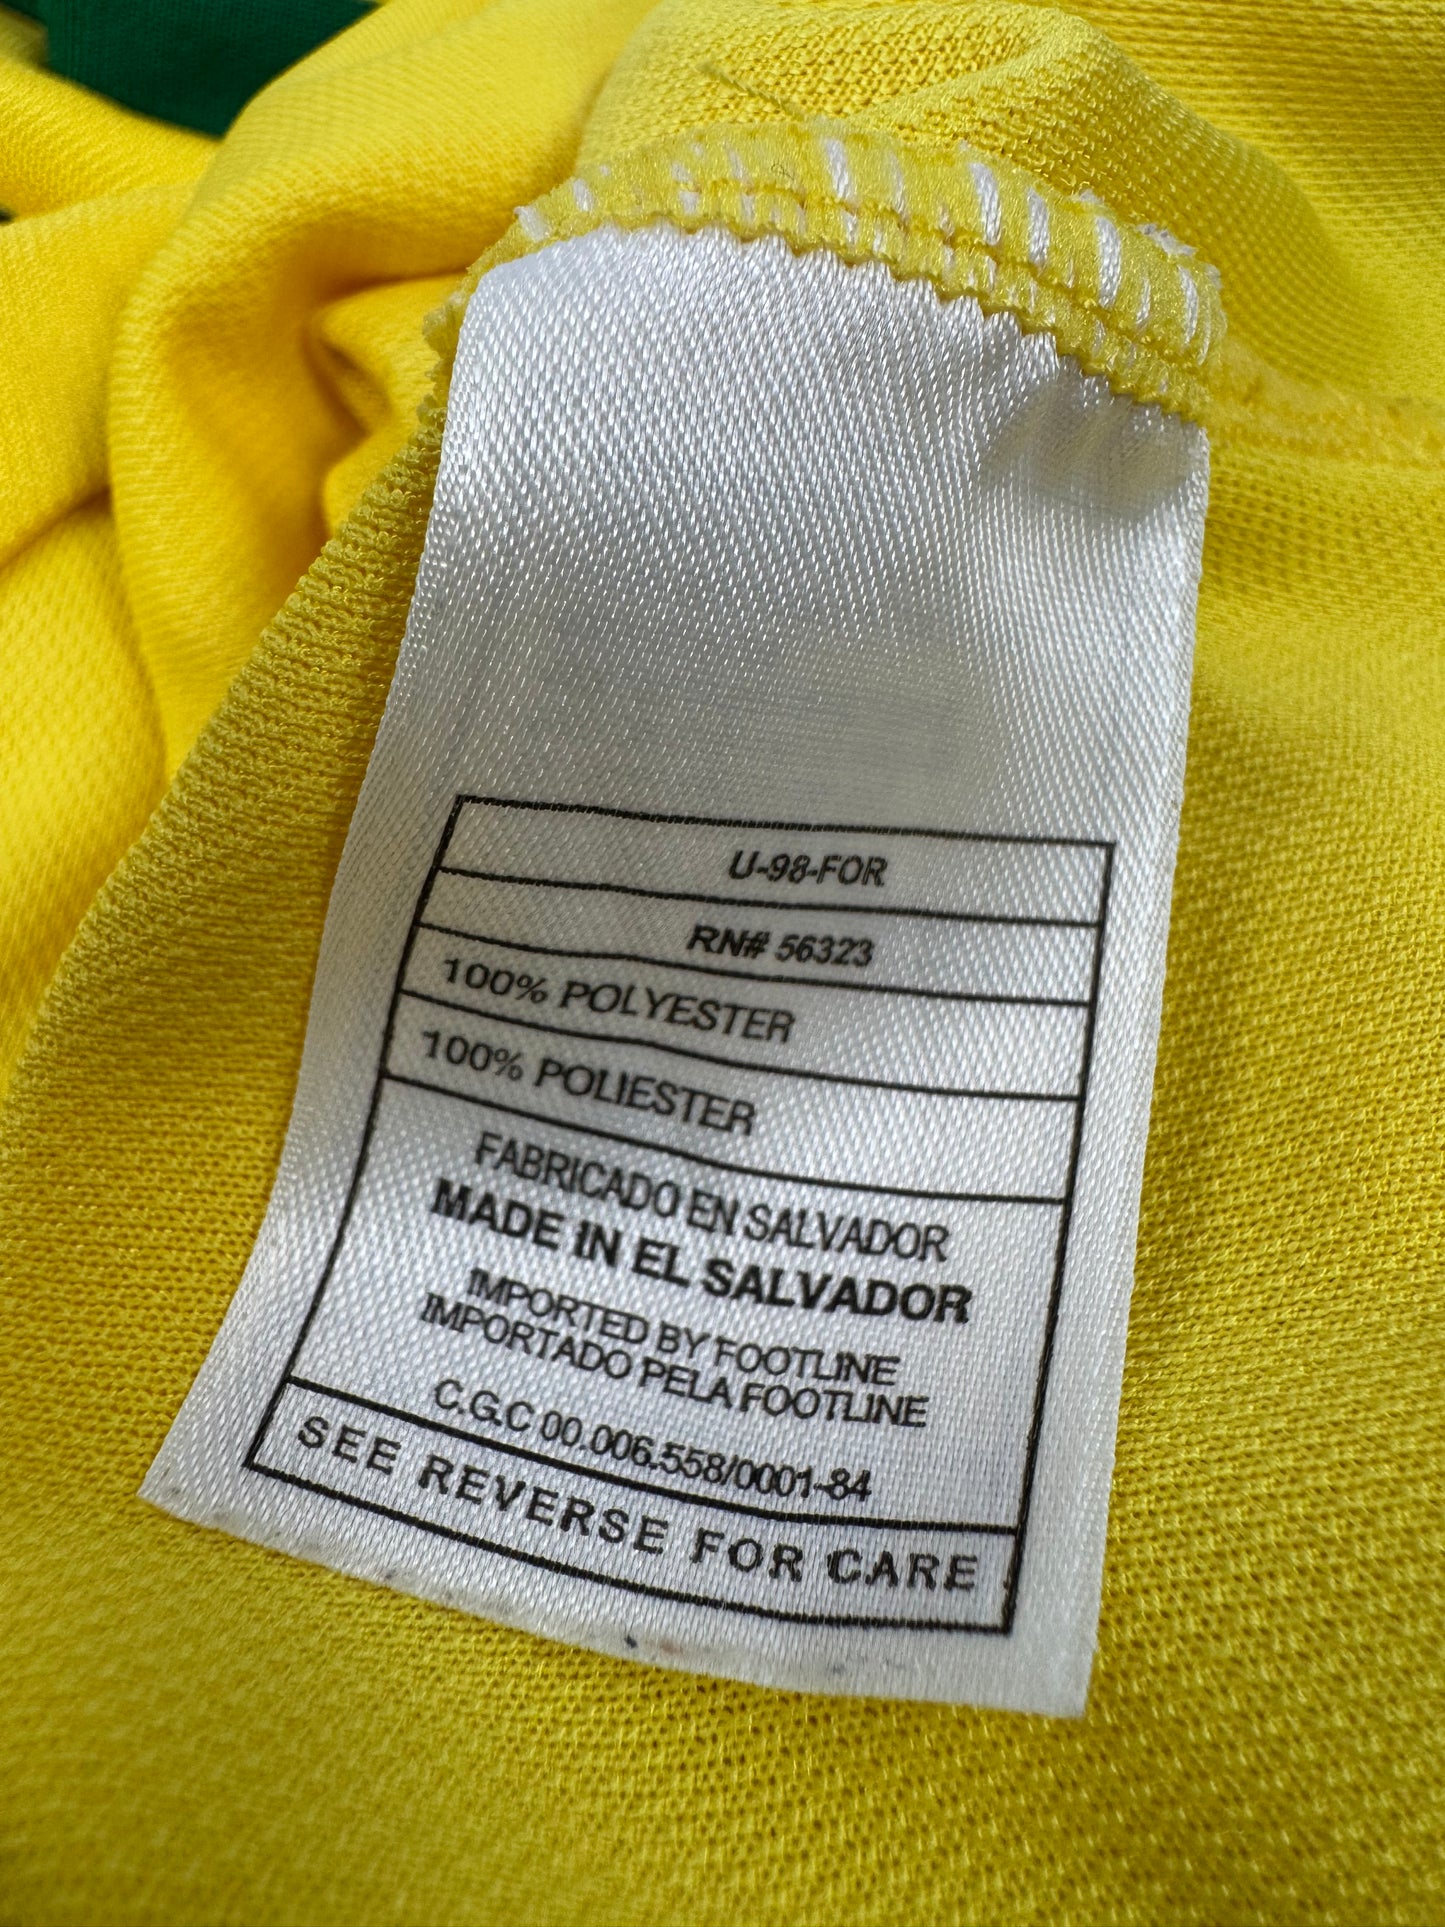 U-98-FOR
RN# 56323
100% POLYESTER
100% POLIESTER
FABRICADO EN SALVADOR
MADE IN EL SALVADOR
IMPORTED BY FOOTLINE
IMPORTADO PELA FOOTLINE
C.G.C 00.006.558/0001-84
SEE REVERSE FOR CARE